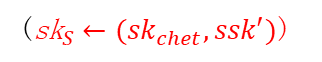 (sk_S ← (sk_chet, ssk′))